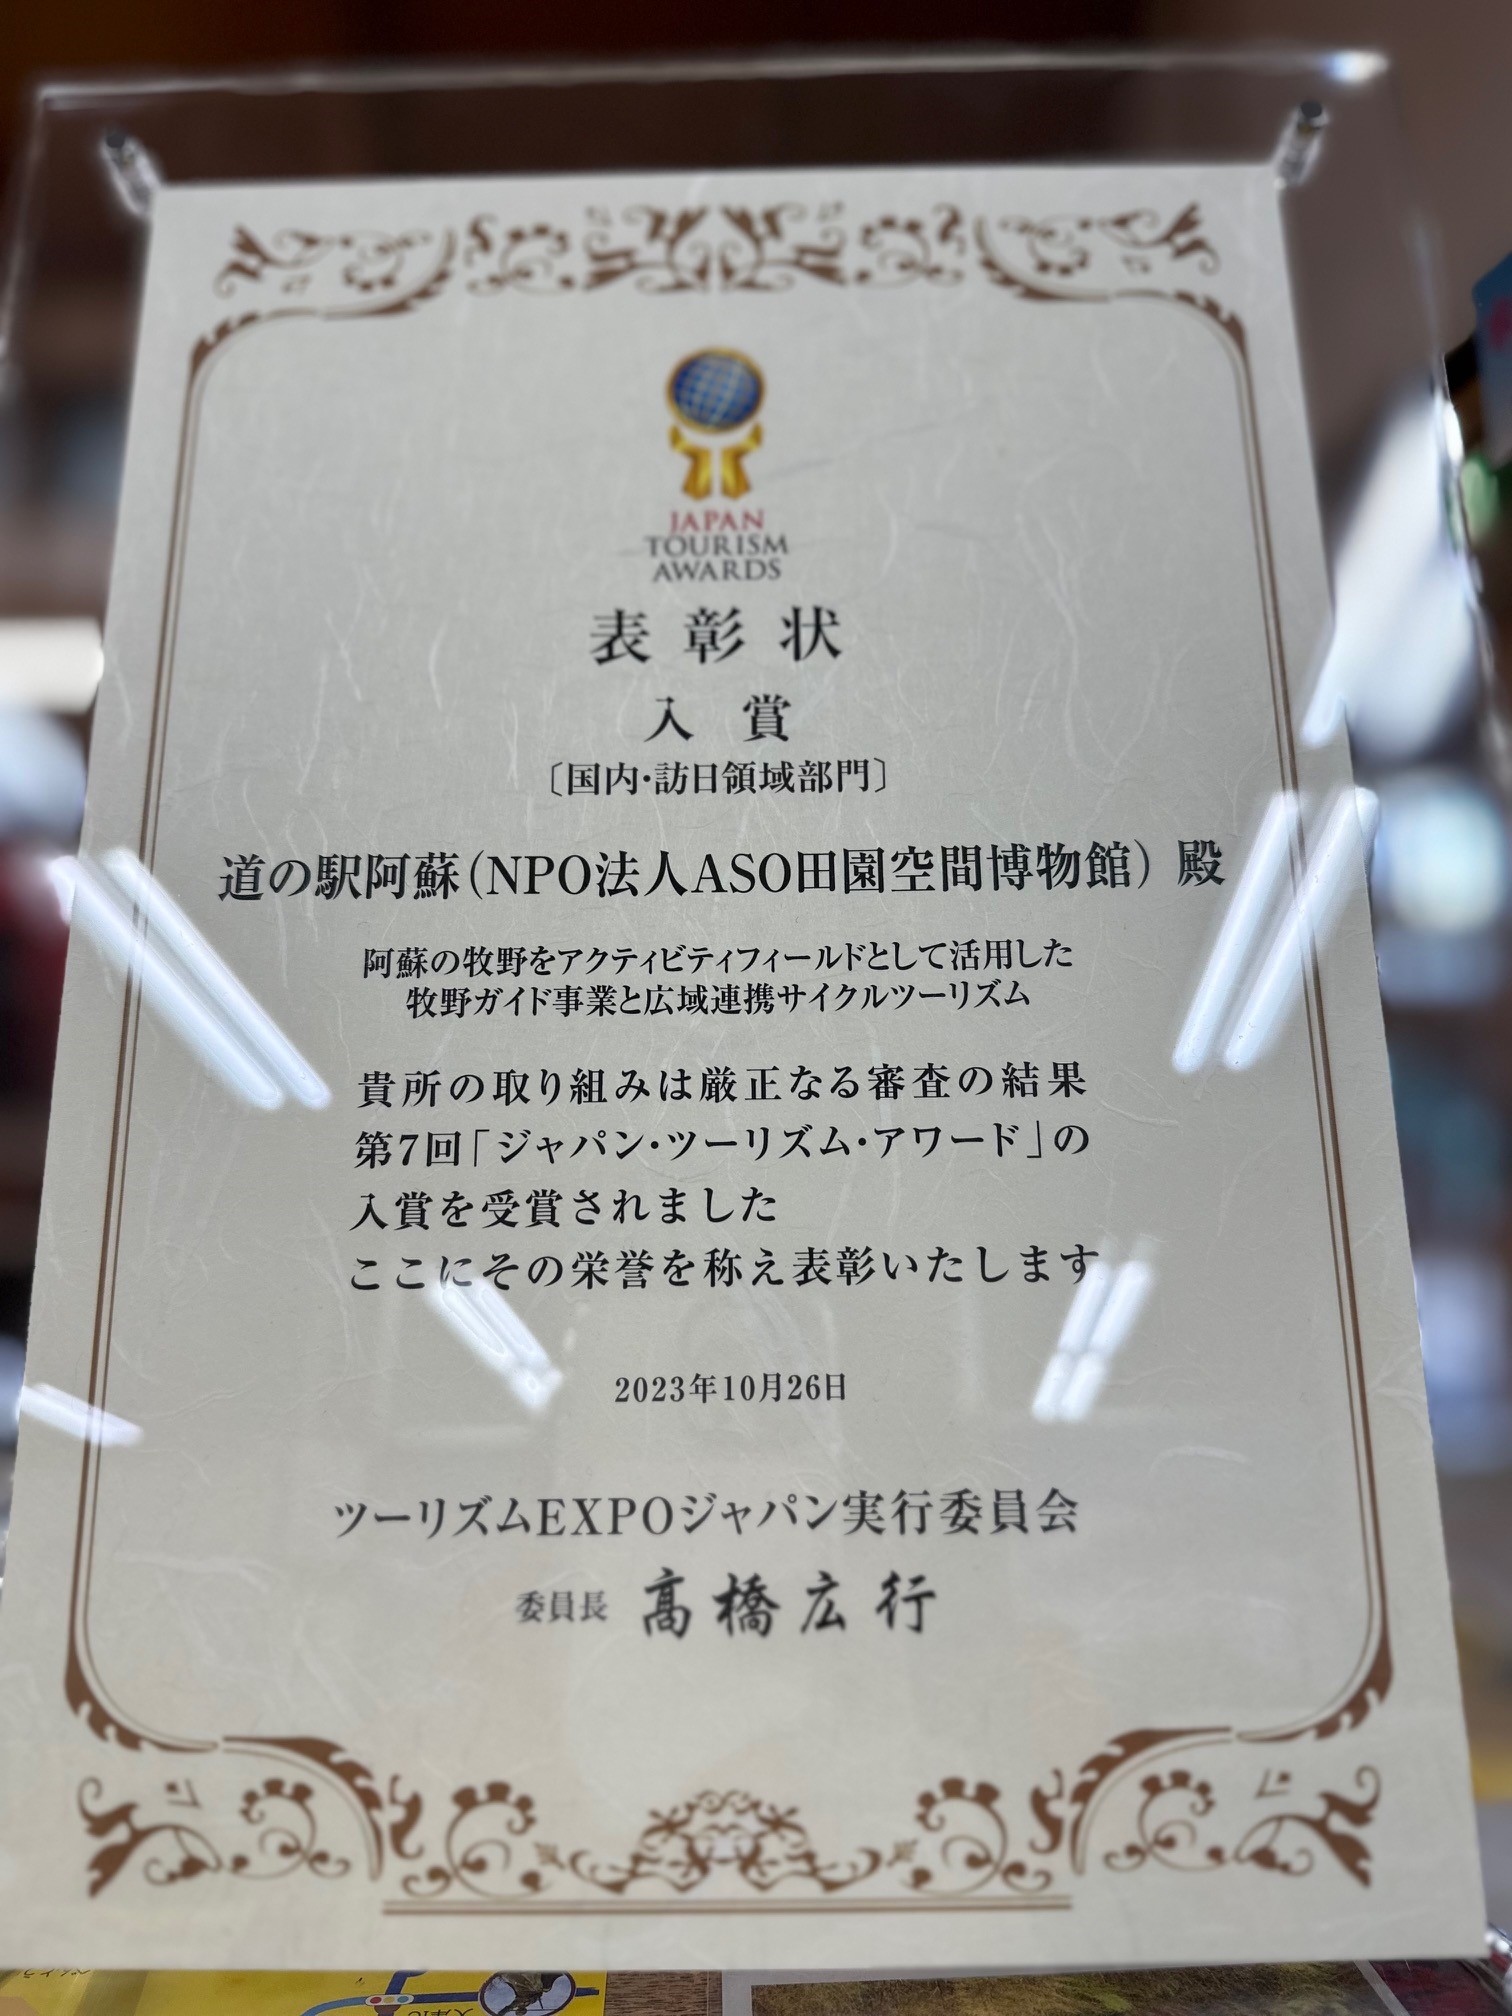 JAPAN
TOURISM
AWARDS
表彰状
入賞
〔国内・訪日領域部門〕
道の駅阿蘇(NPO法人ASO田園空間博物館) 殿
阿蘇の牧野をアクティビティフィールドとして活用した
牧野ガイド事業と広域連携サイクルツーリズム
貴所の取り組みは厳正なる審査の結果
第7回「ジャパン・ツーリズム・アワード」の
入賞を受賞されました
ここにその栄誉を称え表彰いたします
2023年10月26日
ツーリズムEXPOジャパン実行委員会
委員長 髙橋広行